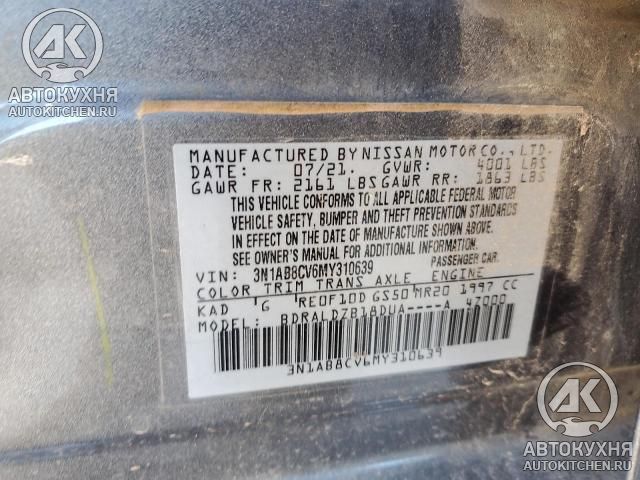 АК
АВТОКУХНЯ
AUTOKITCHEN.RU
MANUFACTURED BY NISSAN MOTOR CO., LTD.
DATE: 07/21. GVWR: 4001 LBS
GAWR FR: 2161 LBS GAWR RR: 1863 LBS
THIS VEHICLE CONFORMS TO ALL APPLICABLE FEDERAL MOTOR
VEHICLE SAFETY, BUMPER AND THEFT PREVENTION STANDARDS
IN EFFECT ON THE DATE OF MANUFACTURE SHOWN ABOVE.
SEE OWNER'S MANUAL FOR ADDITIONAL INFORMATION.
VIN: 3N1AB8CV6MY310639 PASSENGER CAR
COLOR TRIM TRANS AXLE ENGINE
KAD G RE0F10D GS50 MR20 1997 CC
MODEL: BDRALDZB18DUA----A 47000
3N1AB8CV6MY310639
АК
АВТОКУХНЯ
AUTOKITCHEN.RU